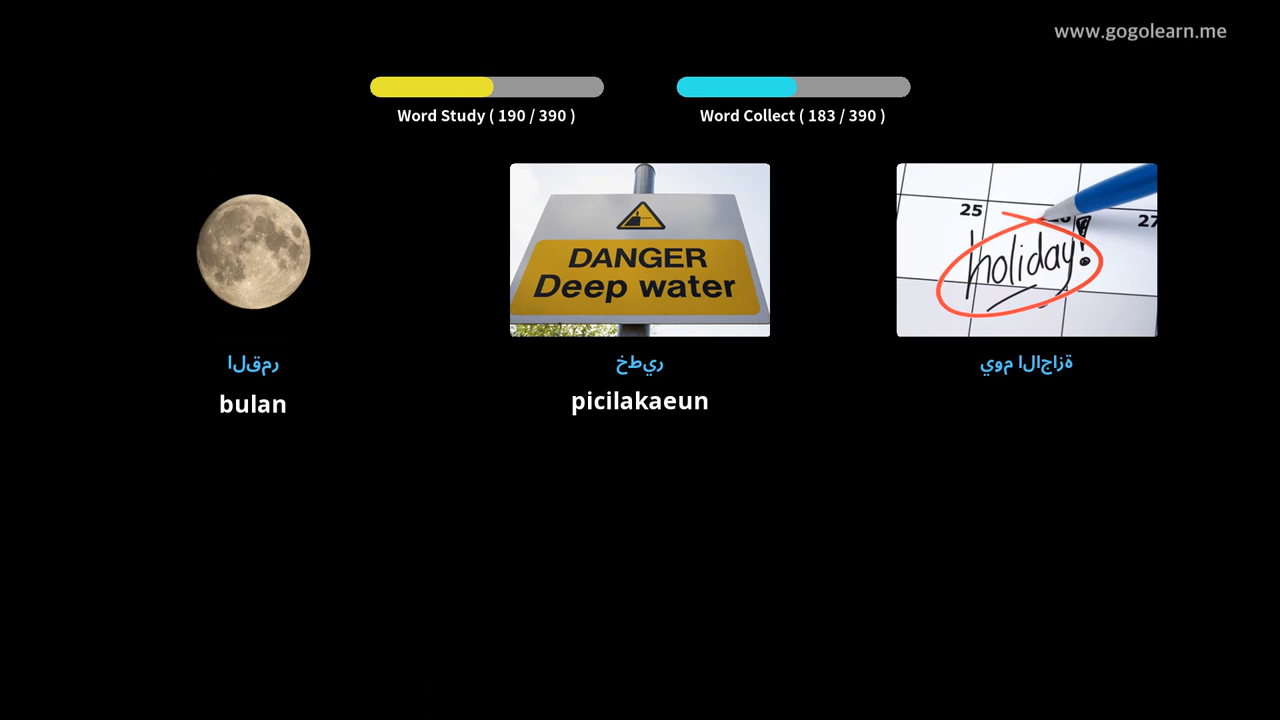 www.gogolearn.me
Word Study ( 190 / 390 )
Word Collect ( 183 / 390 )
DANGER
Deep water
25
27
holiday!
القمر
خطير
يوم الاجازة
bulan
picilakaeun